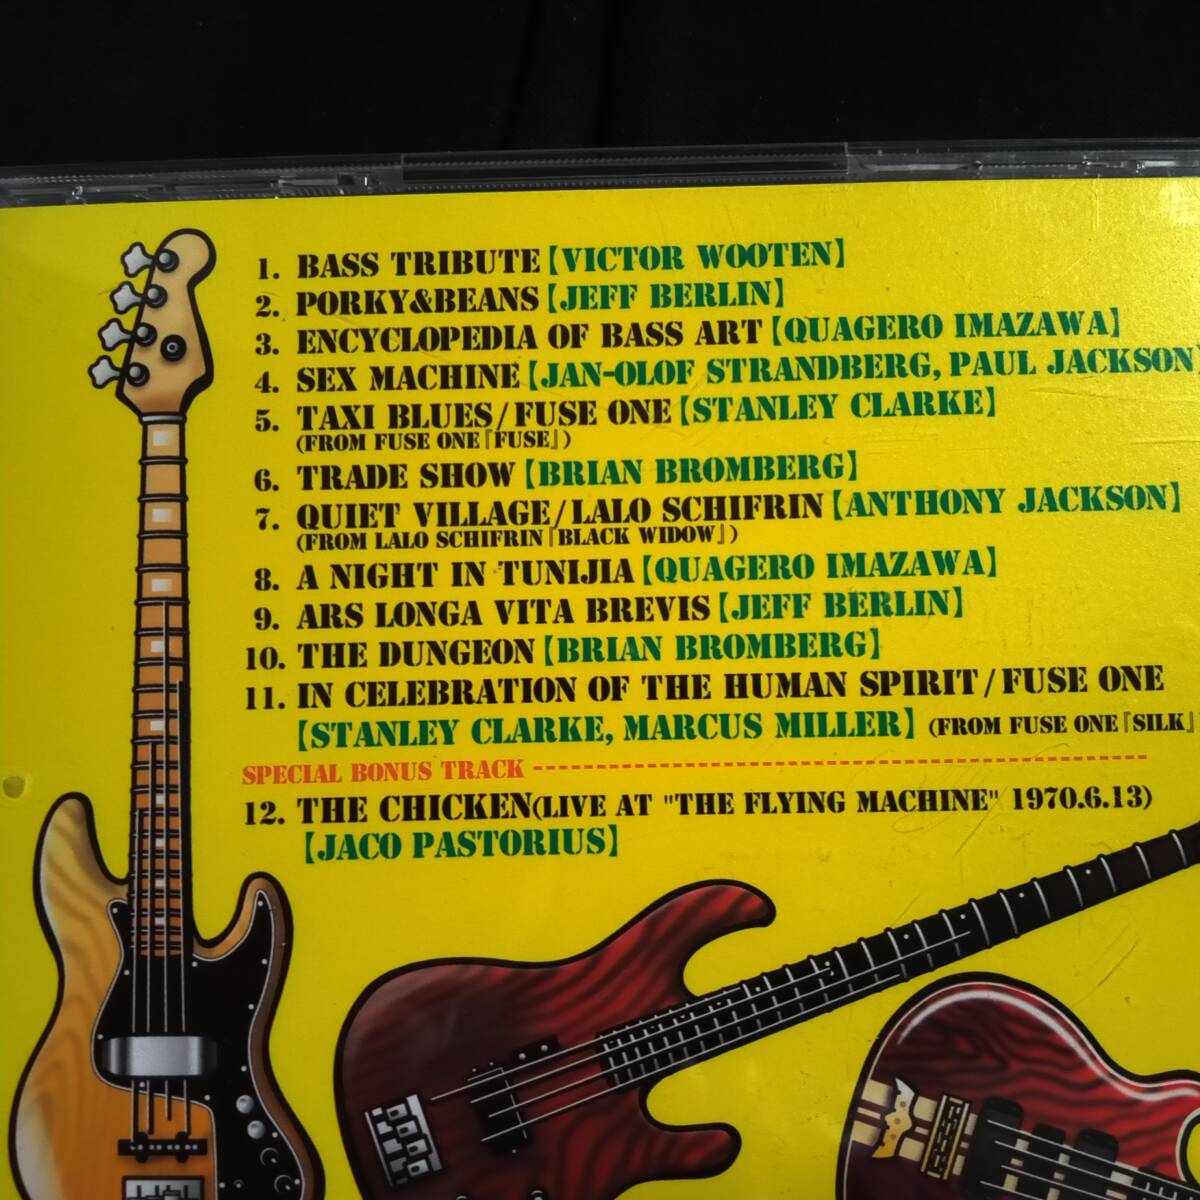 1. BASS TRIBUTE【VICTOR WOOTEN】
2. PORKY&BEANS【JEFF BERLIN】
3. ENCYCLOPEDIA OF BASS ART【QUAGERO IMAZAWA】
4. SEX MACHINE【JAN-OLOF STRANDBERG, PAUL JACKSON】
5. TAXI BLUES/FUSE ONE【STANLEY CLARKE】
(FROM FUSE ONE『FUSE』)
6. TRADE SHOW【BRIAN BROMBERG】
7. QUIET VILLAGE/LALO SCHIFRIN【ANTHONY JACKSON】
(FROM LALO SCHIFRIN『BLACK WIDOW』)
8. A NIGHT IN TUNIJIA【QUAGERO IMAZAWA】
9. ARS LONGA VITA BREVIS【JEFF BERLIN】
10. THE DUNGEON【BRIAN BROMBERG】
11. IN CELEBRATION OF THE HUMAN SPIRIT/FUSE ONE
【STANLEY CLARKE, MARCUS MILLER】(FROM FUSE ONE『SILK』
SPECIAL BONUS TRACK
12. THE CHICKEN(LIVE AT "THE FLYING MACHINE" 1970.6.13)
【JACO PASTORIUS】